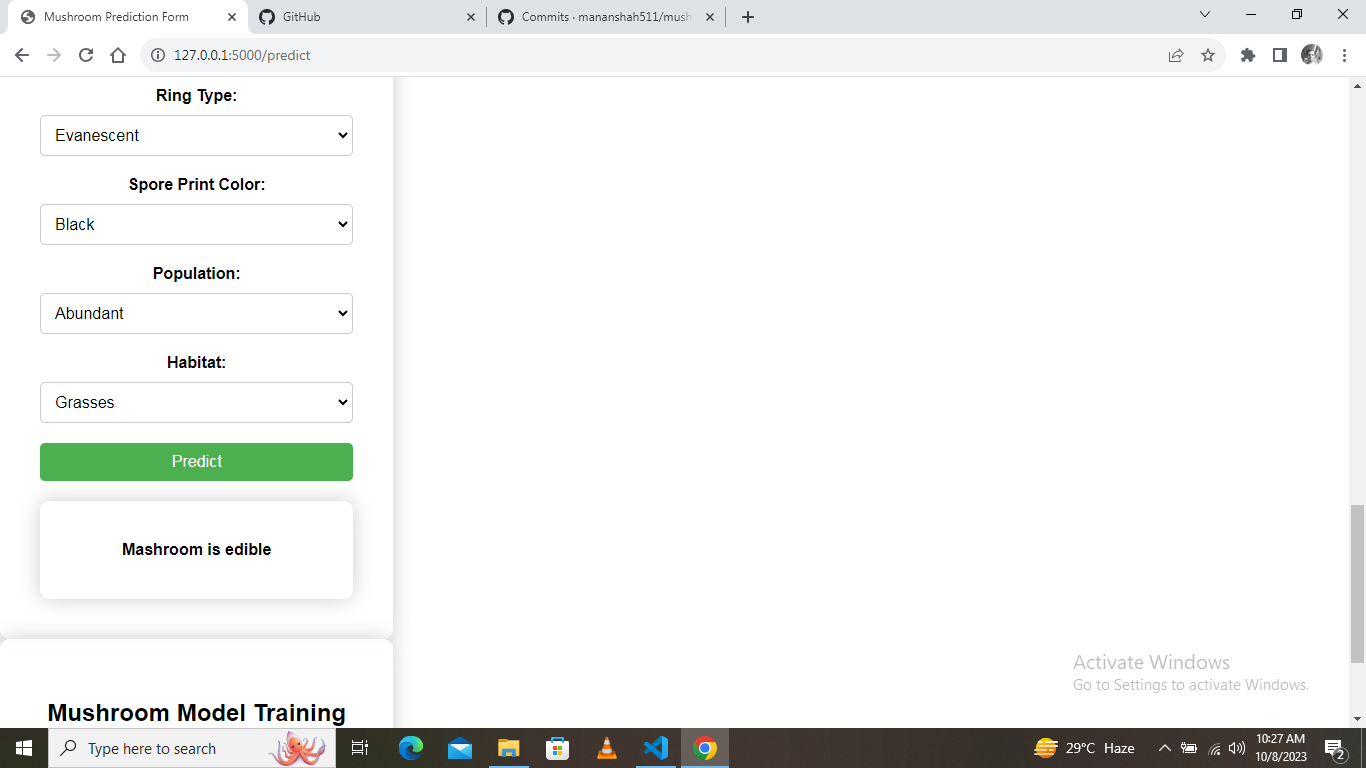 Mushroom Prediction Form
GitHub
Commits · mananshah511/mush
127.0.0.1:5000/predict
Ring Type:
Evanescent
Spore Print Color:
Black
Population:
Abundant
Habitat:
Grasses
Predict
Mashroom is edible
Mushroom Model Training
Activate Windows
Go to Settings to activate Windows.
Type here to search
29°C Haze
10:27 AM
10/8/2023
2